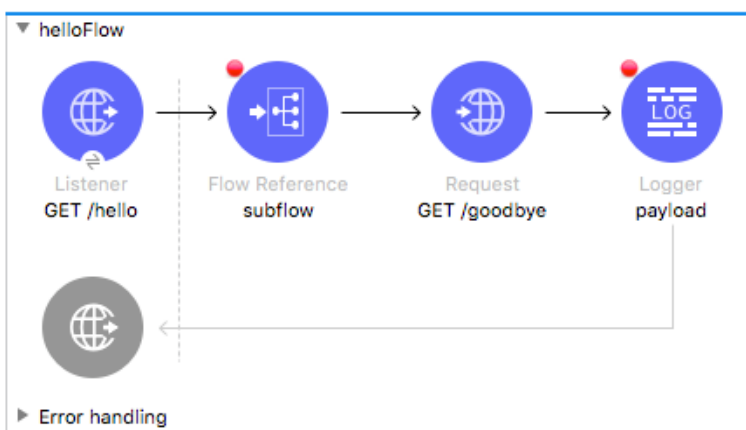 helloFlow
LOG
Listener
Flow Reference
Request
Logger
GET /hello
subflow
GET /goodbye
payload
Error handling